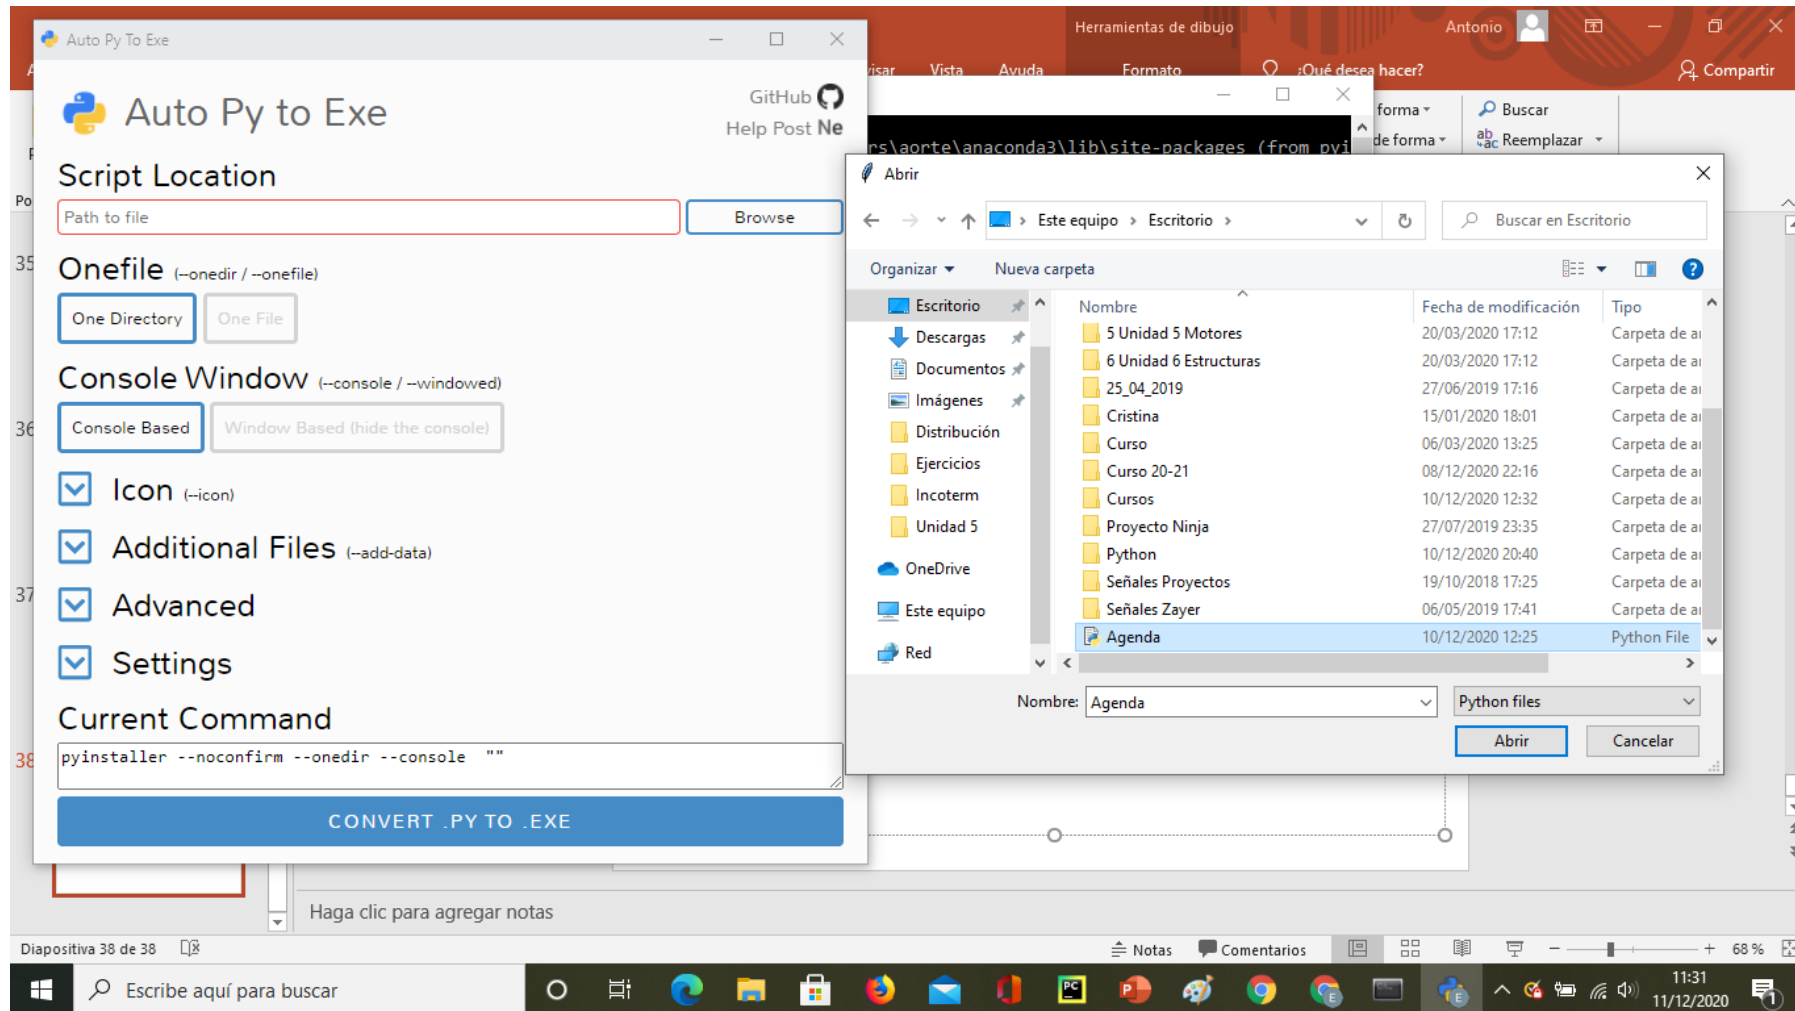 Auto Py To Exe
Auto Py to Exe
GitHub
Help Post Ne
Script Location
Path to file
Browse
Onefile (--onedir / --onefile)
One Directory
One File
Console Window (--console / --windowed)
Console Based
Window Based (hide the console)
Icon (--icon)
Additional Files (--add-data)
Advanced
Settings
Current Command
pyinstaller --noconfirm --onedir --console ""
CONVERT .PY TO .EXE
Herramientas de dibujo
Antonio
Vista
Ayuda
Formato
¿Qué desea hacer?
Compartir
forma
Buscar
de forma
Reemplazar
rs\aorte\anaconda3\lib\site-packages (from pyi
Abrir
Este equipo > Escritorio >
Buscar en Escritorio
Organizar
Nueva carpeta
Escritorio
Descargas
Documentos
Imágenes
Distribución
Ejercicios
Incoterm
Unidad 5
OneDrive
Este equipo
Red
Nombre Fecha de modificación Tipo
5 Unidad 5 Motores 20/03/2020 17:12 Carpeta de a
6 Unidad 6 Estructuras 20/03/2020 17:12 Carpeta de a
25_04_2019 27/06/2019 17:16 Carpeta de a
Cristina 15/01/2020 18:01 Carpeta de a
Curso 06/03/2020 13:25 Carpeta de a
Curso 20-21 08/12/2020 22:16 Carpeta de a
Cursos 10/12/2020 12:32 Carpeta de a
Proyecto Ninja 27/07/2019 23:35 Carpeta de a
Python 10/12/2020 20:40 Carpeta de a
Señales Proyectos 19/10/2018 17:25 Carpeta de a
Señales Zayer 06/05/2019 17:41 Carpeta de a
Agenda 10/12/2020 12:25 Python File
Nombre: Agenda
Python files
Abrir
Cancelar
Po
35
36
37
38
Haga clic para agregar notas
Diapositiva 38 de 38
Notas
Comentarios
68 %
Escribe aquí para buscar
11:31
11/12/2020
1